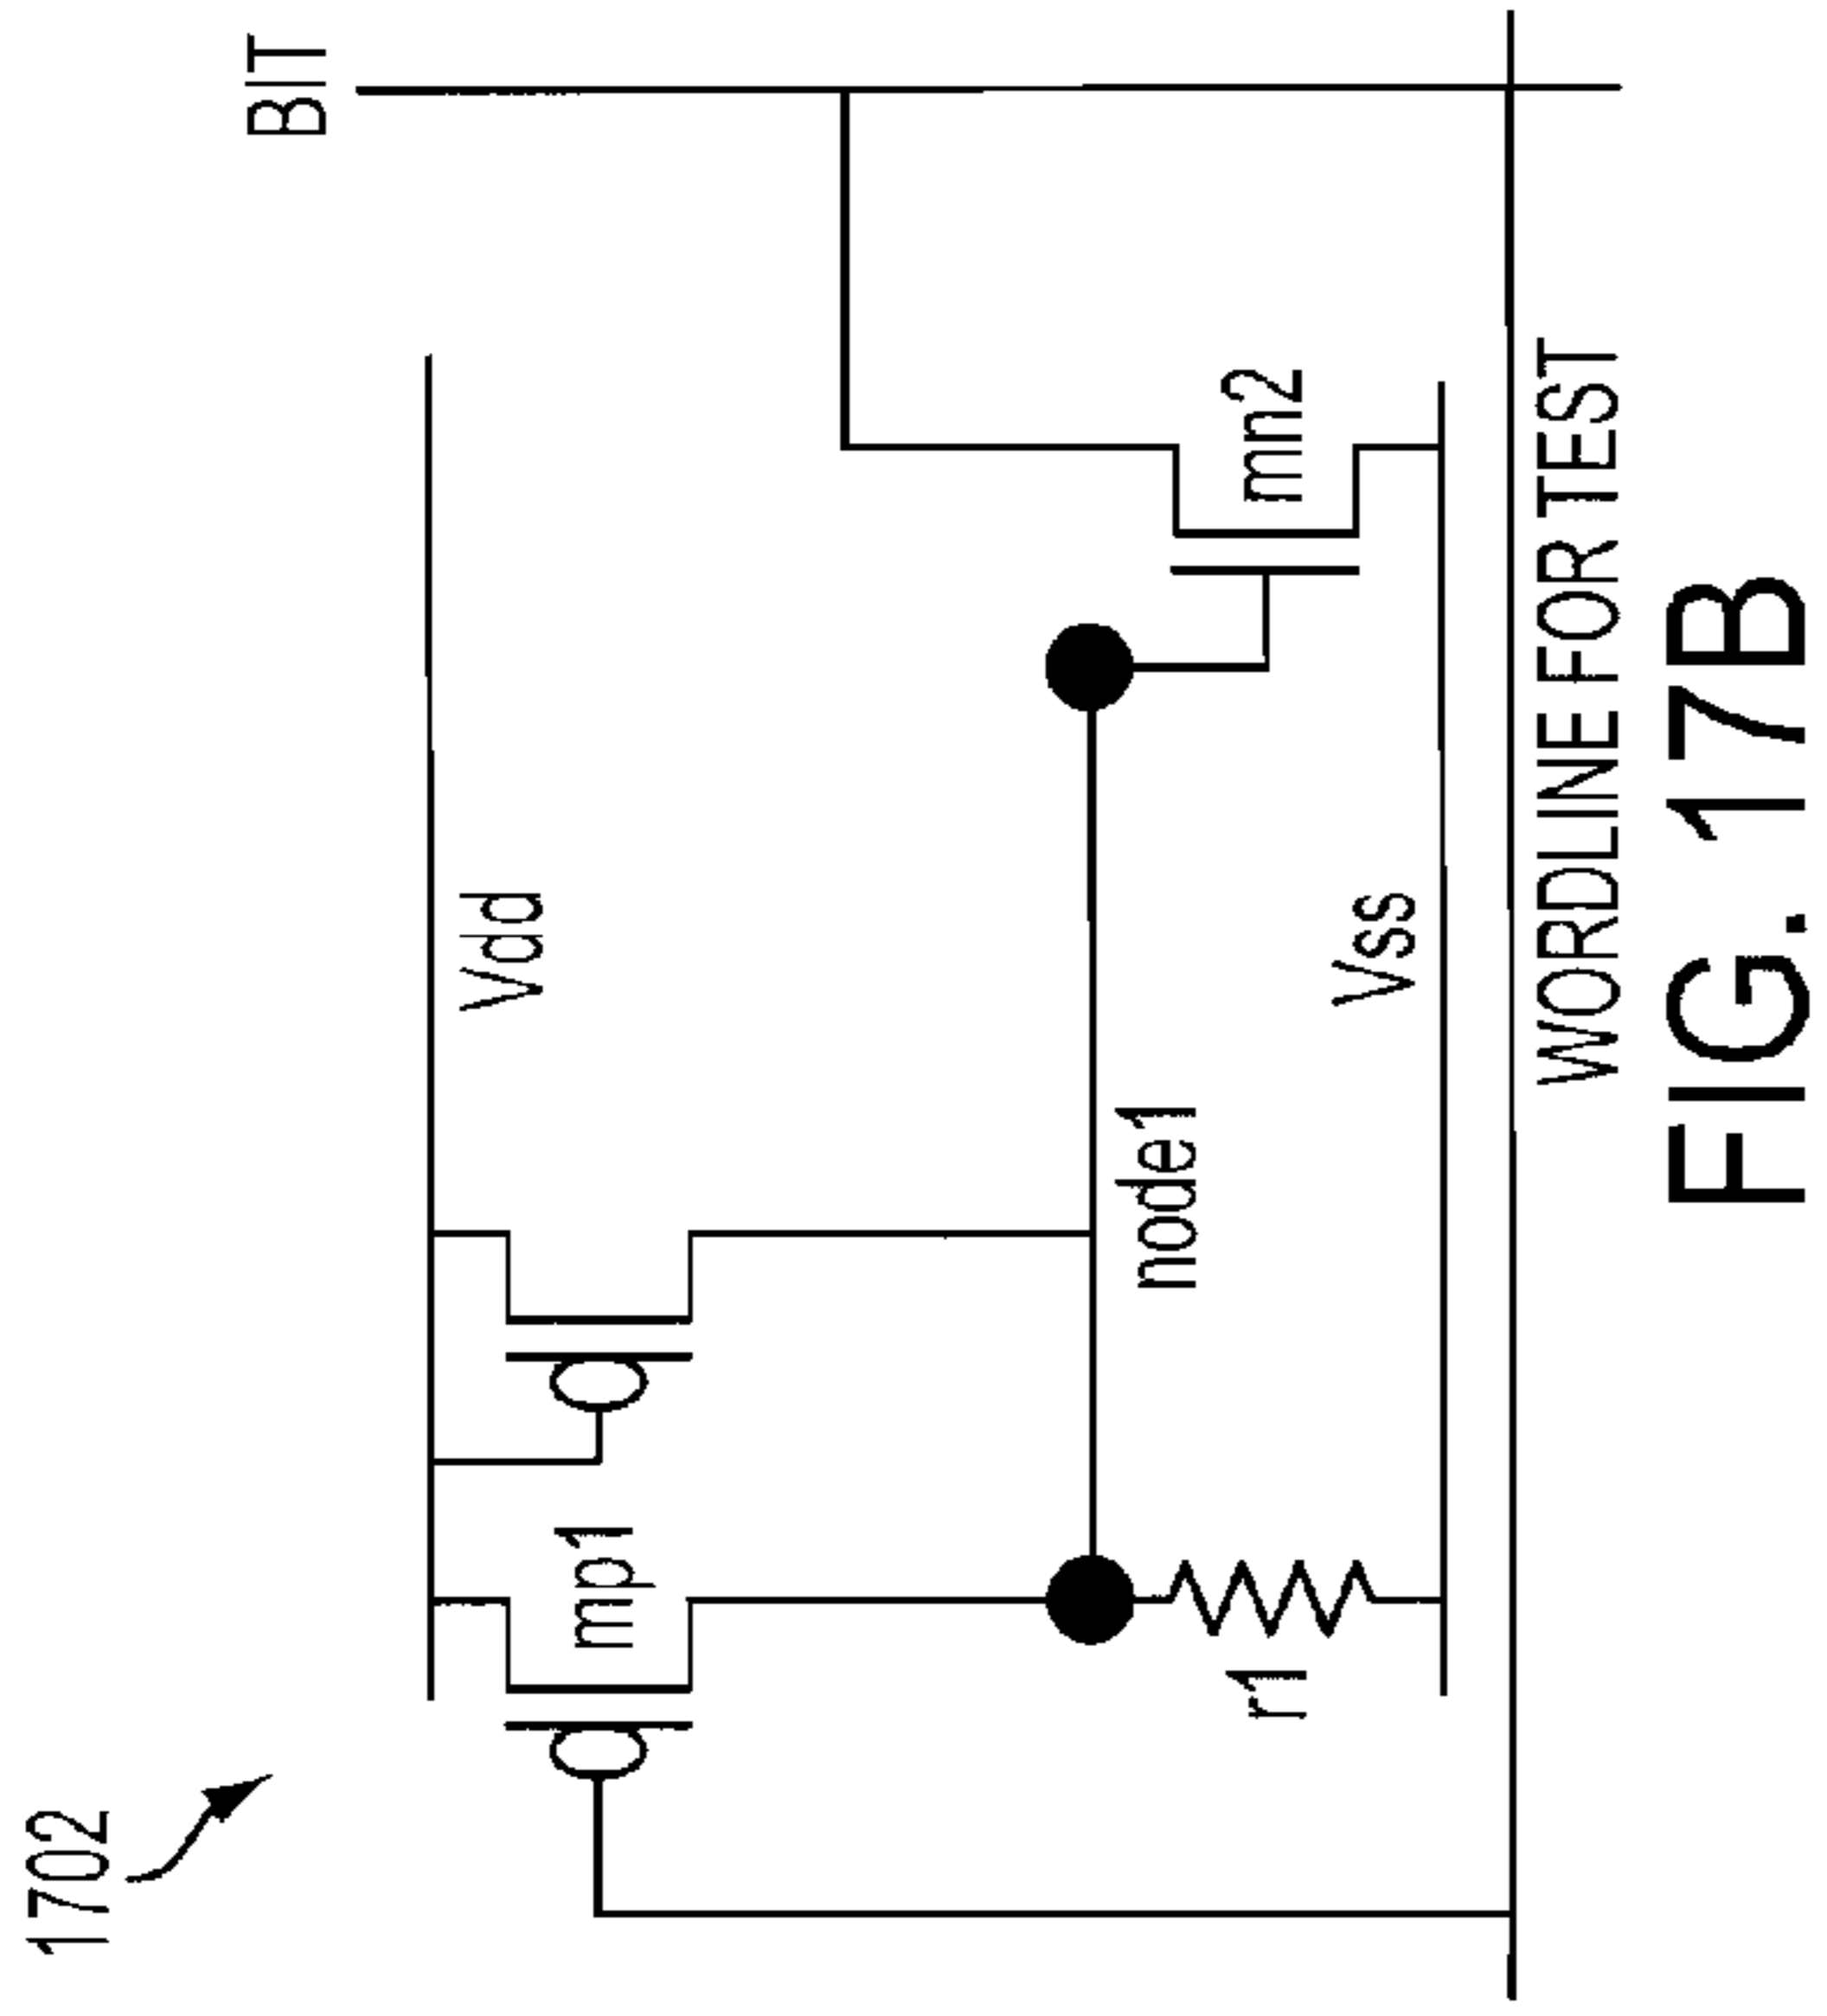 1702
BIT
Vdd
mp1
mn2
node1
r1
Vss
WORDLINE FOR TEST
FIG. 17B